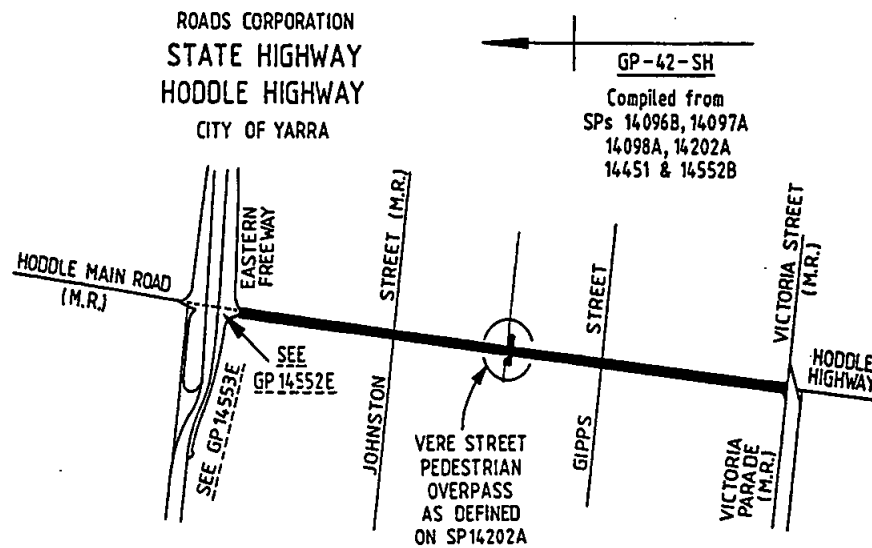 ROADS CORPORATION
STATE HIGHWAY
HODDLE HIGHWAY
CITY OF YARRA
GP-42-SH
Compiled from
SPs 14096B, 14097A
14098A, 14202A
14451 & 14552B
HODDLE MAIN ROAD
(M.R.)
EASTERN
FREEWAY
STREET (M.R.)
JOHNSTON
STREET
GIPPS
VICTORIA STREET
(M.R.)
HODDLE
HIGHWAY
SEE
GP 14552E
SEE GP14553E
VERE STREET
PEDESTRIAN
OVERPASS
AS DEFINED
ON SP14202A
VICTORIA
PARADE
(M.R.)